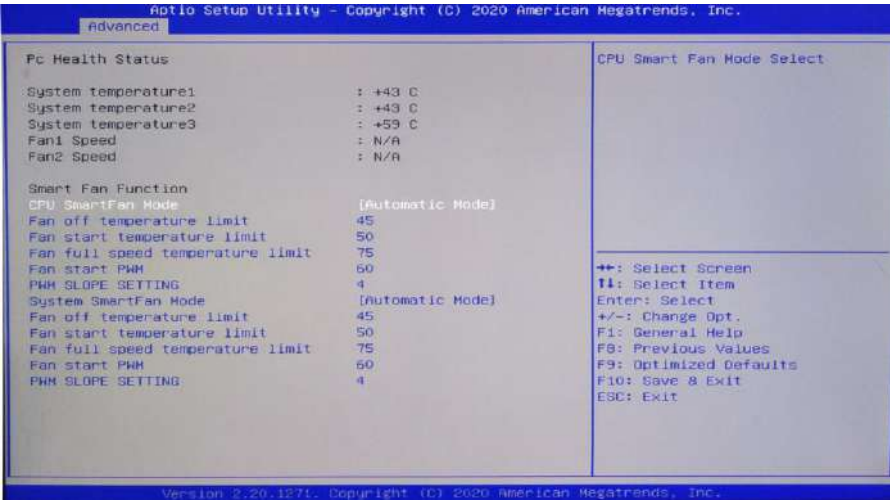 Aptio Setup Utility - Copyright (C) 2020 American Megatrends, Inc.
Advanced
Pc Health Status
System temperature1 : +43 C
System temperature2 : +43 C
System temperature3 : +59 C
Fan1 Speed : N/A
Fan2 Speed : N/A
Smart Fan Function
CPU SmartFan Mode [Automatic Mode]
Fan off temperature limit 45
Fan start temperature limit 50
Fan full speed temperature limit 75
Fan start PWM 60
PWM SLOPE SETTING 4
System SmartFan Mode [Automatic Mode]
Fan off temperature limit 45
Fan start temperature limit 50
Fan full speed temperature limit 75
Fan start PWM 60
PWM SLOPE SETTING 4
CPU Smart Fan Mode Select
→←: Select Screen
↑↓: Select Item
Enter: Select
+/-: Change Opt.
F1: General Help
F8: Previous Values
F9: Optimized Defaults
F10: Save & Exit
ESC: Exit
Version 2.20.1271. Copyright (C) 2020 American Megatrends, Inc.